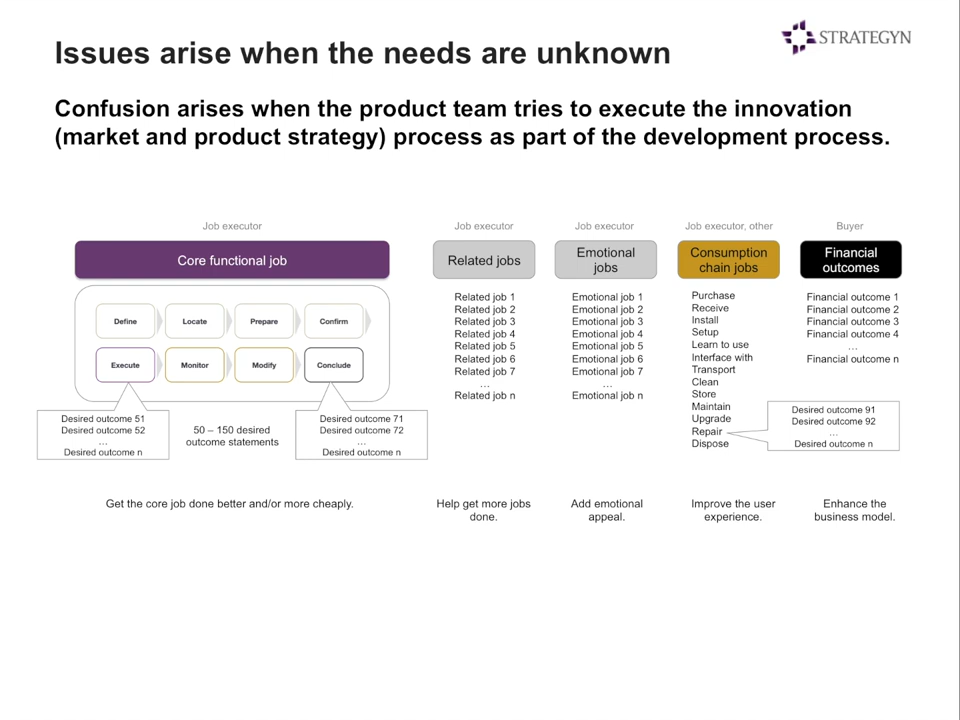 Issues arise when the needs are unknown
STRATEGYN
Confusion arises when the product team tries to execute the innovation
(market and product strategy) process as part of the development process.
Job executor
Core functional job
Define
Locate
Prepare
Confirm
Execute
Monitor
Modify
Conclude
Desired outcome 51
Desired outcome 52
…
Desired outcome n
50 – 150 desired
outcome statements
Desired outcome 71
Desired outcome 72
…
Desired outcome n
Get the core job done better and/or more cheaply.
Job executor
Related jobs
Related job 1
Related job 2
Related job 3
Related job 4
Related job 5
Related job 6
Related job 7
…
Related job n
Help get more jobs
done.
Job executor
Emotional
jobs
Emotional job 1
Emotional job 2
Emotional job 3
Emotional job 4
Emotional job 5
Emotional job 6
Emotional job 7
…
Emotional job n
Add emotional
appeal.
Job executor, other
Consumption
chain jobs
Purchase
Receive
Install
Setup
Learn to use
Interface with
Transport
Clean
Store
Maintain
Upgrade
Repair
Dispose
Desired outcome 91
Desired outcome 92
…
Desired outcome n
Improve the user
experience.
Buyer
Financial
outcomes
Financial outcome 1
Financial outcome 2
Financial outcome 3
Financial outcome 4
…
Financial outcome n
Enhance the
business model.